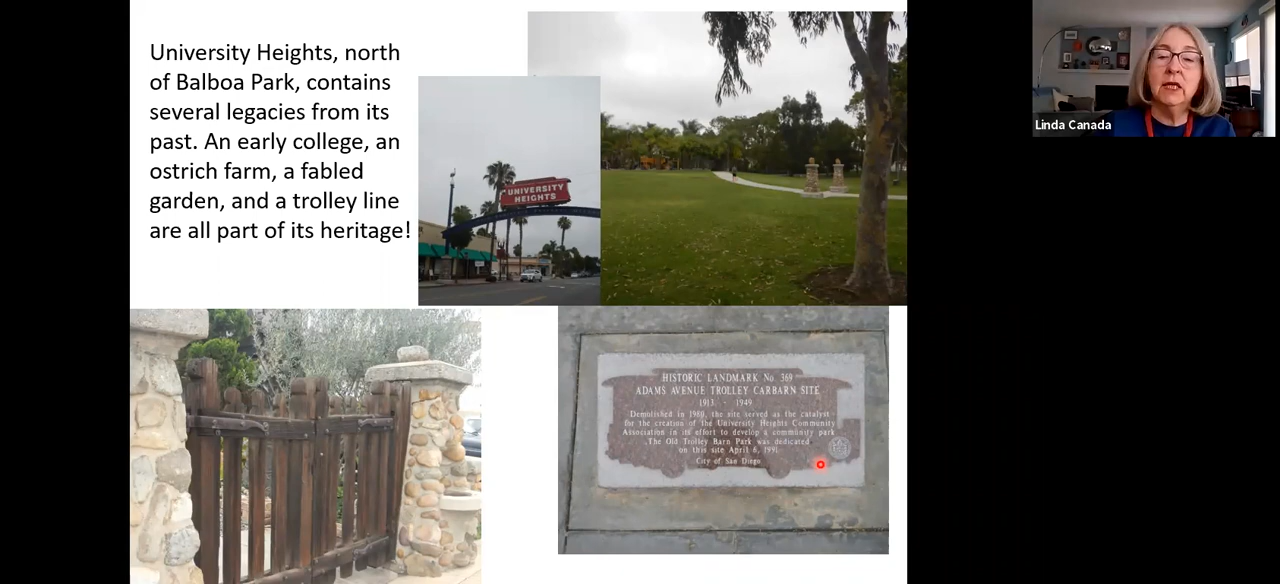 University Heights, north
of Balboa Park, contains
several legacies from its
past. An early college, an
ostrich farm, a fabled
garden, and a trolley line
are all part of its heritage!
UNIVERSITY
HEIGHTS
HISTORIC LANDMARK No. 369
ADAMS AVENUE TROLLEY CARBARN SITE
1913 - 1949
Demolished in 1980, the site served as the catalyst
for the creation of the University Heights Community
Association in its effort to develop a community park
The Old Trolley Barn Park was dedicated
on this site April 6, 1991
City of San Diego
Linda Canada